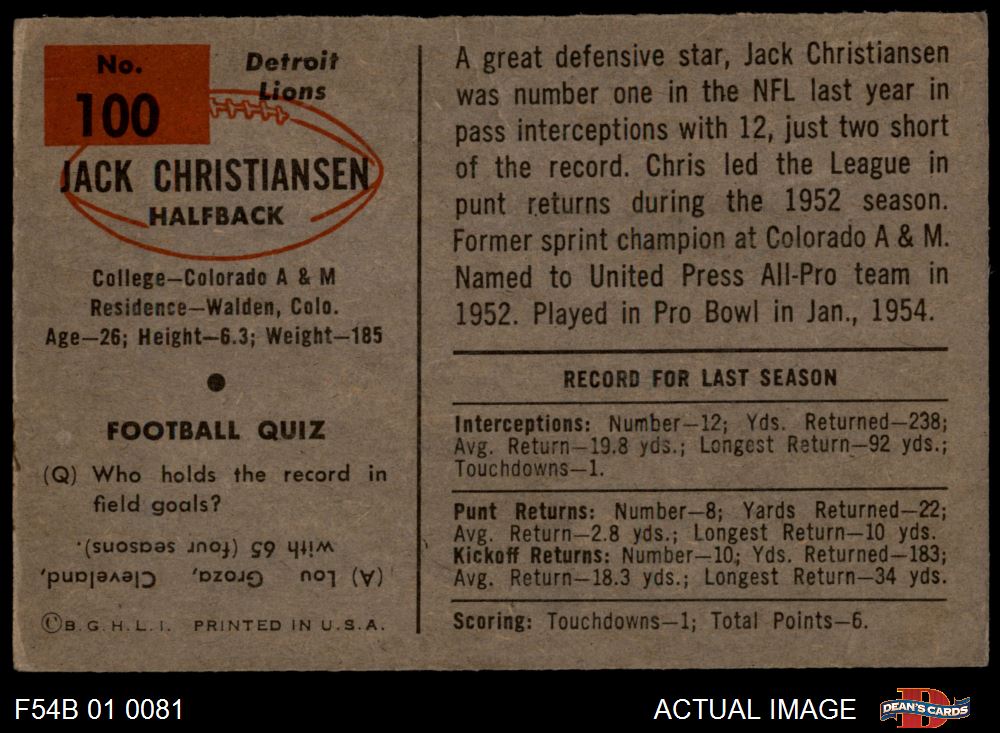 No.
100
Detroit
Lions
JACK CHRISTIANSEN
HALFBACK
College—Colorado A & M
Residence—Walden, Colo.
Age—26; Height—6.3; Weight—185
FOOTBALL QUIZ
(Q) Who holds the record in
field goals?
(A) Lou Groza, Cleveland,
with 65 (four seasons).
©B.G.H.L.I. PRINTED IN U.S.A.
A great defensive star, Jack Christiansen
was number one in the NFL last year in
pass interceptions with 12, just two short
of the record. Chris led the League in
punt returns during the 1952 season.
Former sprint champion at Colorado A & M.
Named to United Press All-Pro team in
1952. Played in Pro Bowl in Jan., 1954.
RECORD FOR LAST SEASON
Interceptions: Number—12; Yds. Returned—238;
Avg. Return—19.8 yds.; Longest Return—92 yds.;
Touchdowns—1.
Punt Returns: Number—8; Yards Returned—22;
Avg. Return—2.8 yds.; Longest Return—10 yds.
Kickoff Returns: Number—10; Yds. Returned—183;
Avg. Return—18.3 yds.; Longest Return—34 yds.
Scoring: Touchdowns—1; Total Points—6.
F54B 01 0081
ACTUAL IMAGE
D
DEAN'S CARDS